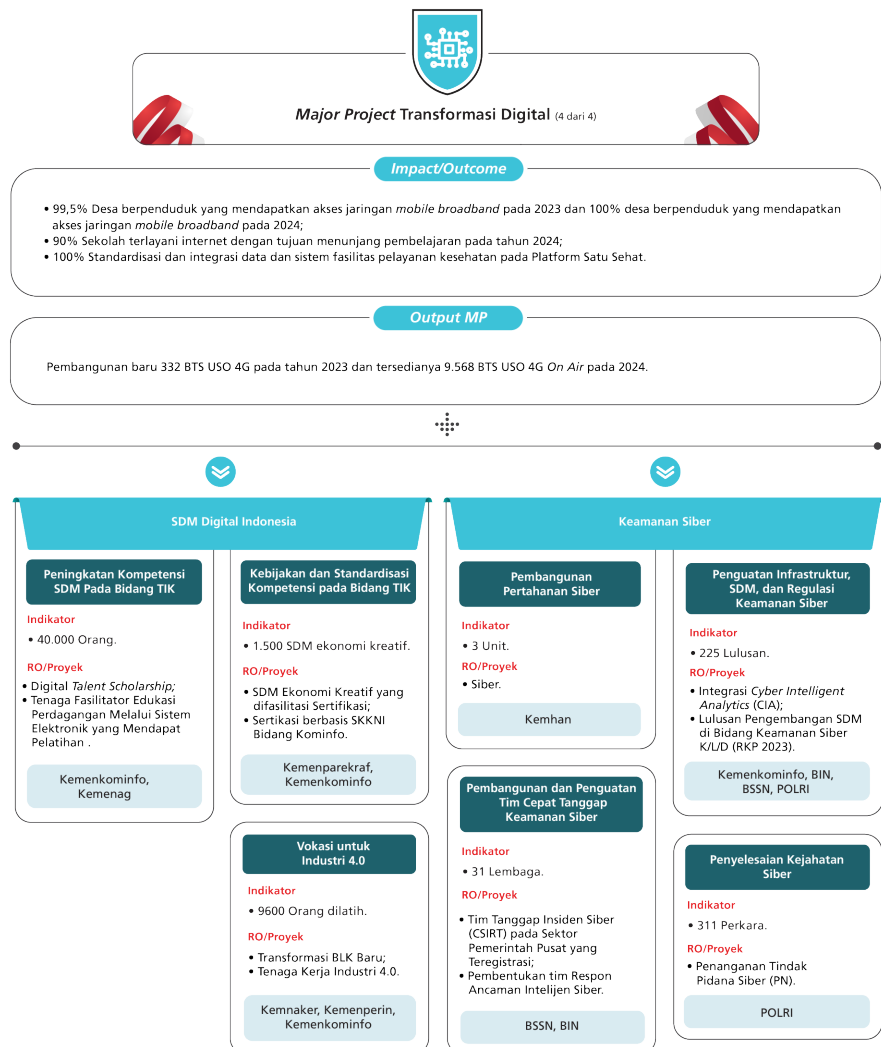 Major Project Transformasi Digital (4 dari 4)
Impact/Outcome
• 99,5% Desa berpenduduk yang mendapatkan akses jaringan mobile broadband pada 2023 dan 100% desa berpenduduk yang mendapatkan
akses jaringan mobile broadband pada 2024;
• 90% Sekolah terlayani internet dengan tujuan menunjang pembelajaran pada tahun 2024;
• 100% Standardisasi dan integrasi data dan sistem fasilitas pelayanan kesehatan pada Platform Satu Sehat.
Output MP
Pembangunan baru 332 BTS USO 4G pada tahun 2023 dan tersedianya 9.568 BTS USO 4G On Air pada 2024.
SDM Digital Indonesia
Peningkatan Kompetensi
SDM Pada Bidang TIK
Indikator
• 40.000 Orang.
RO/Proyek
• Digital Talent Scholarship;
• Tenaga Fasilitator Edukasi
Perdagangan Melalui Sistem
Elektronik yang Mendapat
Pelatihan .
Kemenkominfo,
Kemenag
Kebijakan dan Standardisasi
Kompetensi pada Bidang TIK
Indikator
• 1.500 SDM ekonomi kreatif.
RO/Proyek
• SDM Ekonomi Kreatif yang
difasilitasi Sertifikasi;
• Sertikasi berbasis SKKNI
Bidang Kominfo.
Kemenparekraf,
Kemenkominfo
Vokasi untuk
Industri 4.0
Indikator
• 9600 Orang dilatih.
RO/Proyek
• Transformasi BLK Baru;
• Tenaga Kerja Industri 4.0.
Kemnaker, Kemenperin,
Kemenkominfo
Keamanan Siber
Pembangunan
Pertahanan Siber
Indikator
• 3 Unit.
RO/Proyek
• Siber.
Kemhan
Pembangunan dan Penguatan
Tim Cepat Tanggap
Keamanan Siber
Indikator
• 31 Lembaga.
RO/Proyek
• Tim Tanggap Insiden Siber
(CSIRT) pada Sektor
Pemerintah Pusat yang
Teregistrasi;
• Pembentukan tim Respon
Ancaman Intelijen Siber.
BSSN, BIN
Penguatan Infrastruktur,
SDM, dan Regulasi
Keamanan Siber
Indikator
• 225 Lulusan.
RO/Proyek
• Integrasi Cyber Intelligent
Analytics (CIA);
• Lulusan Pengembangan SDM
di Bidang Keamanan Siber
K/L/D (RKP 2023).
Kemenkominfo, BIN,
BSSN, POLRI
Penyelesaian Kejahatan
Siber
Indikator
• 311 Perkara.
RO/Proyek
• Penanganan Tindak
Pidana Siber (PN).
POLRI